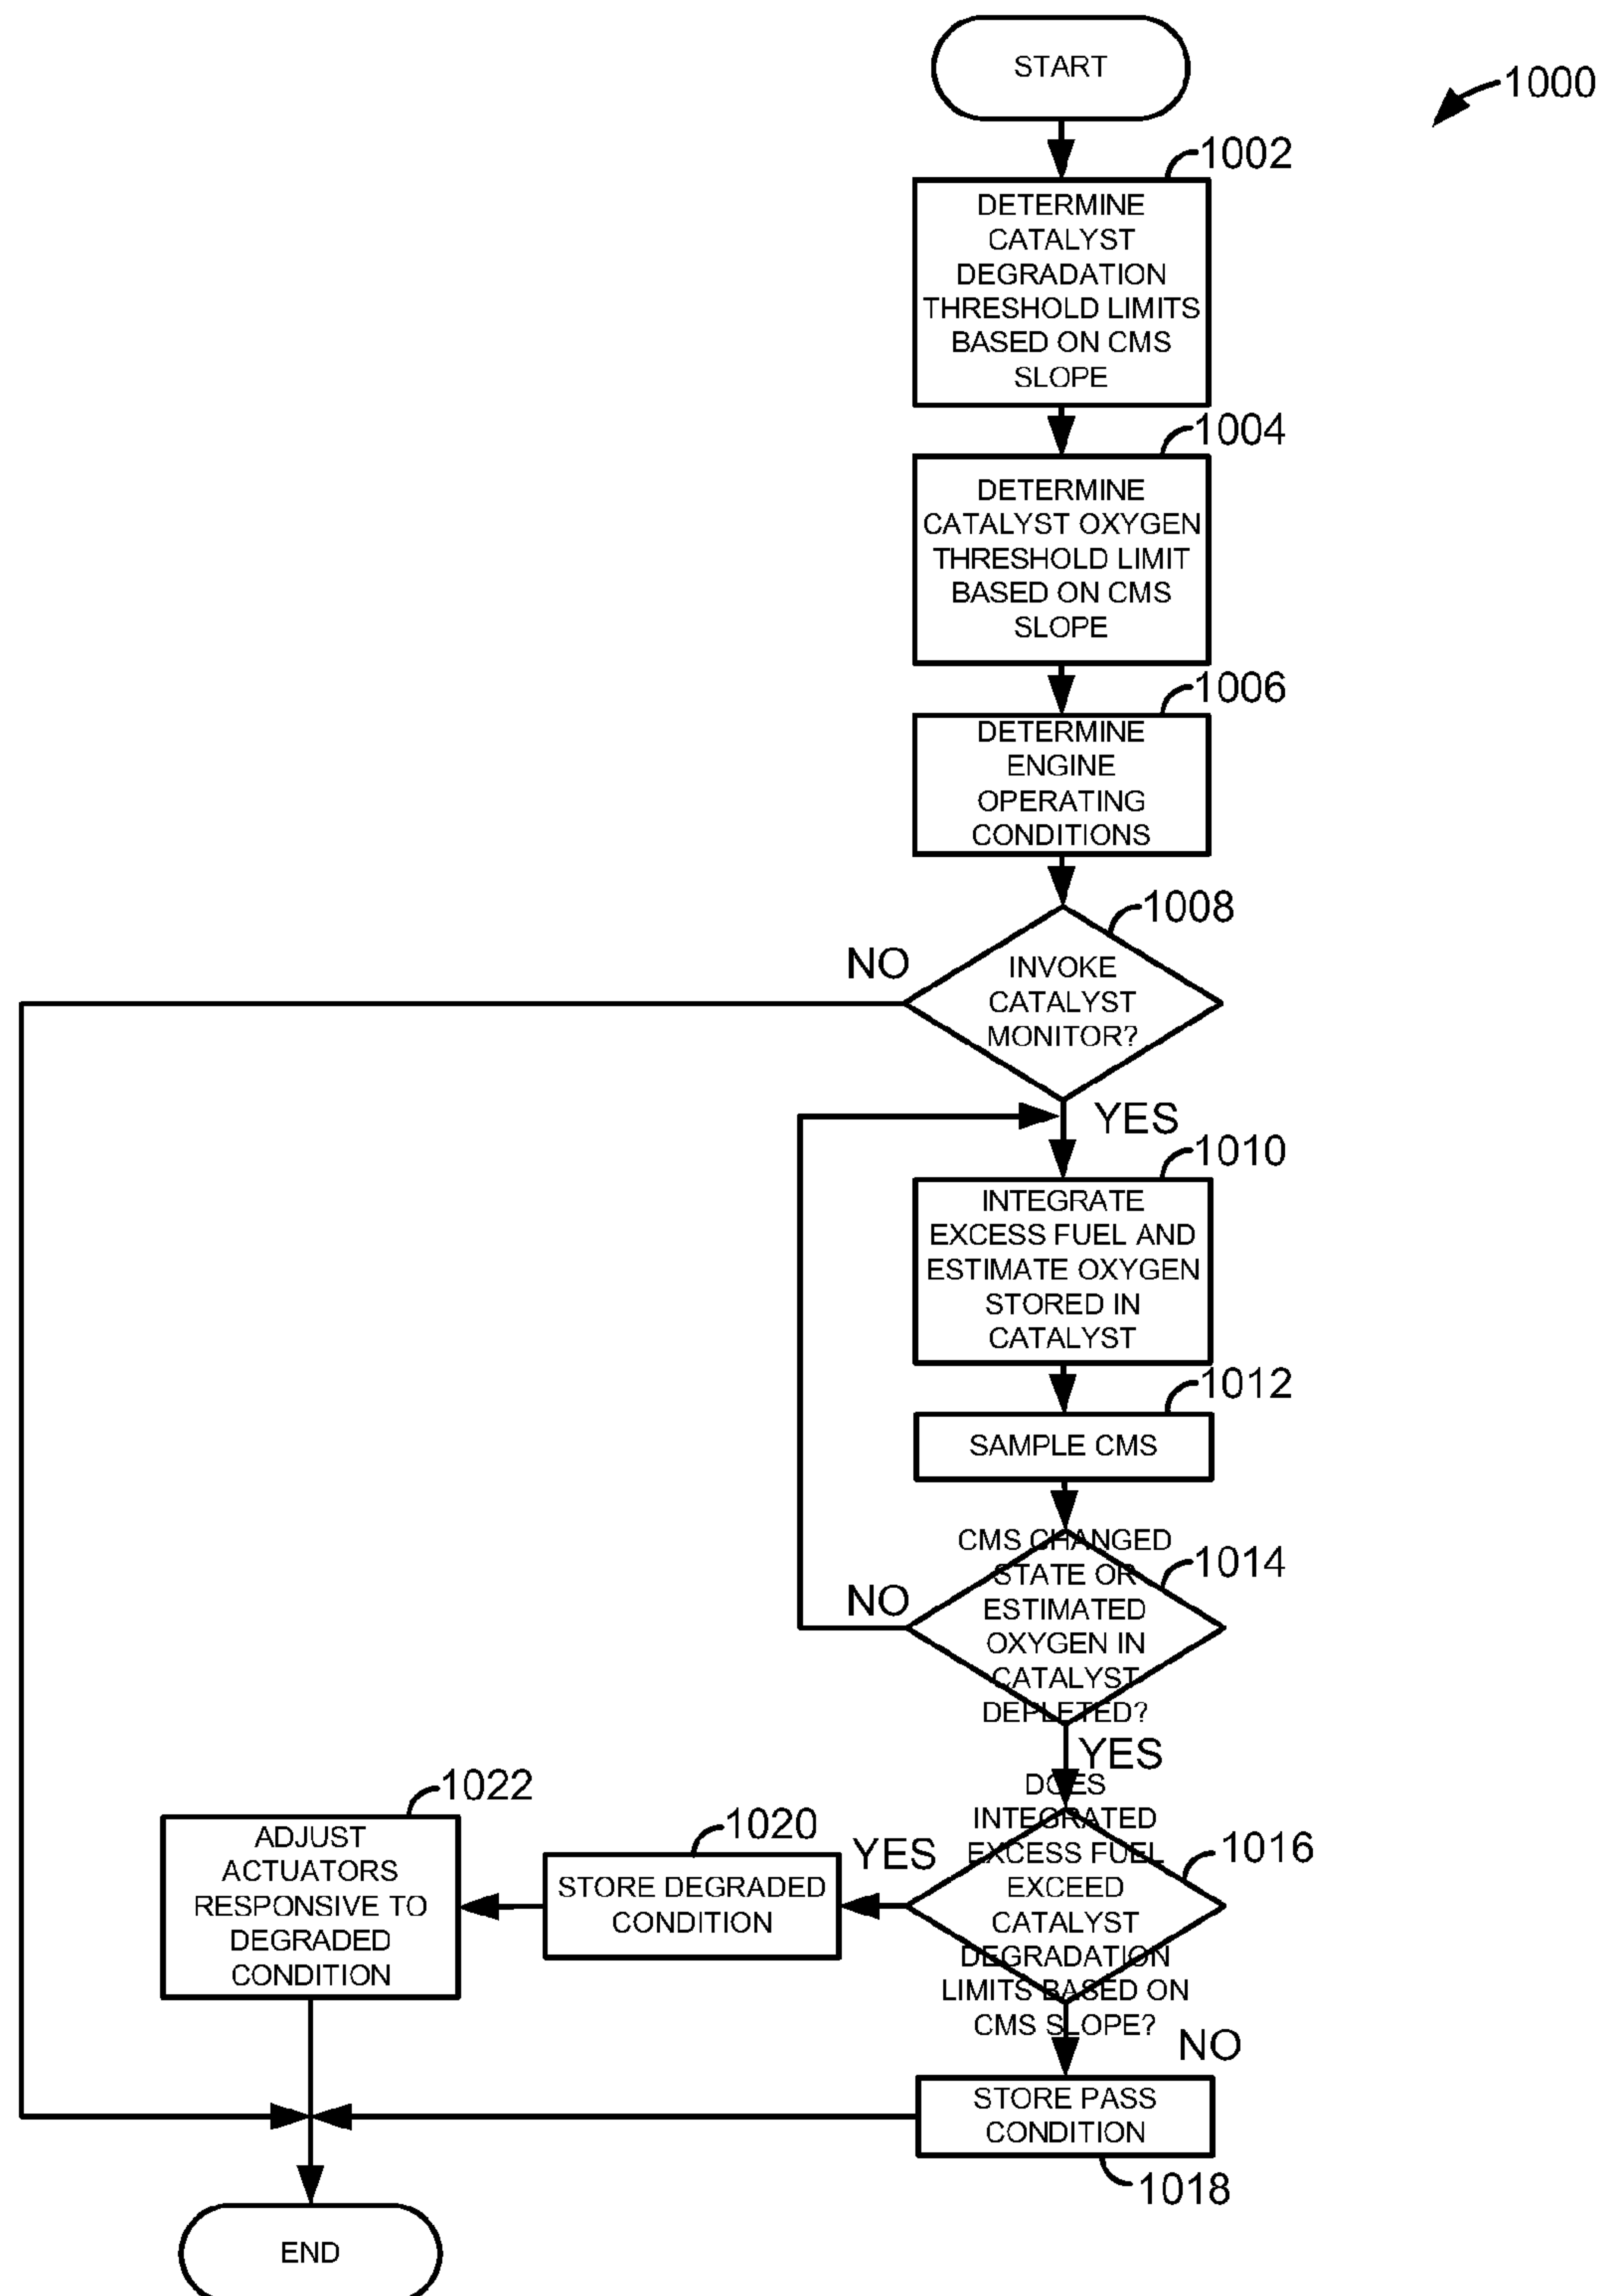 START
1000
1002
DETERMINE
CATALYST
DEGRADATION
THRESHOLD LIMITS
BASED ON CMS
SLOPE
1004
DETERMINE
CATALYST OXYGEN
THRESHOLD LIMIT
BASED ON CMS
SLOPE
1006
DETERMINE
ENGINE
OPERATING
CONDITIONS
1008
NO
INVOKE
CATALYST
MONITOR?
YES
1010
INTEGRATE
EXCESS FUEL AND
ESTIMATE OXYGEN
STORED IN
CATALYST
1012
SAMPLE CMS
1014
NO
CMS CHANGED
STATE OR
ESTIMATED
OXYGEN IN
CATALYST
DEPLETED?
YES
1016
DOES
INTEGRATED
EXCESS FUEL
EXCEED
CATALYST
DEGRADATION
LIMITS BASED ON
CMS SLOPE?
YES
1020
STORE DEGRADED
CONDITION
1022
ADJUST
ACTUATORS
RESPONSIVE TO
DEGRADED
CONDITION
NO
STORE PASS
CONDITION
1018
END